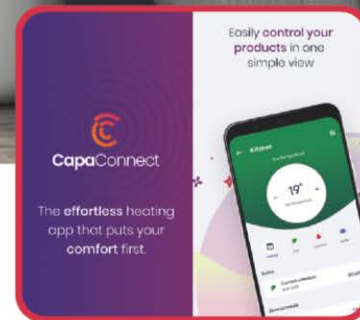 CapaConnect
The effortless heating
app that puts your
comfort first.
Easily control your
products in one
simple view
Kitchen
19°